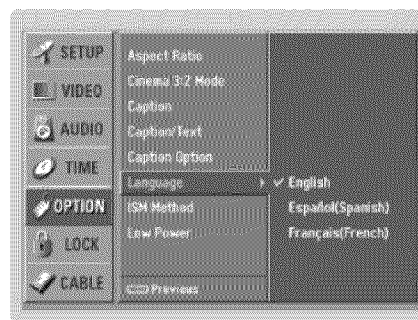 SETUP
VIDEO
AUDIO
TIME
OPTION
LOCK
CABLE
Aspect Ratio
Cinema 3:2 Mode
Caption
Caption/Text
Caption Option
Language
ISM Method
Low Power
Previous
✓ English
Español(Spanish)
Français(French)